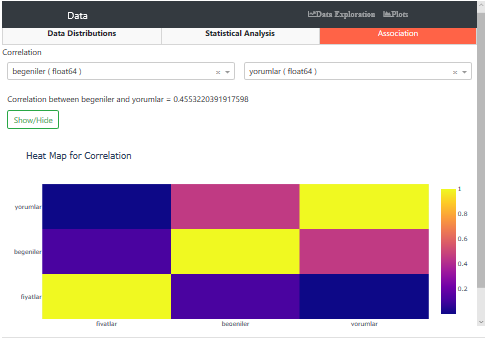 Data
Data Exploration
Plots
Data Distributions
Statistical Analysis
Association
Correlation
begeniler ( float64 )
×
yorumlar ( float64 )
×
Correlation between begeniler and yorumlar = 0.4553220391917598
Show/Hide
Heat Map for Correlation
yorumlar
begeniler
fiyatlar
fiyatlar
begeniler
yorumlar
1
0.8
0.6
0.4
0.2